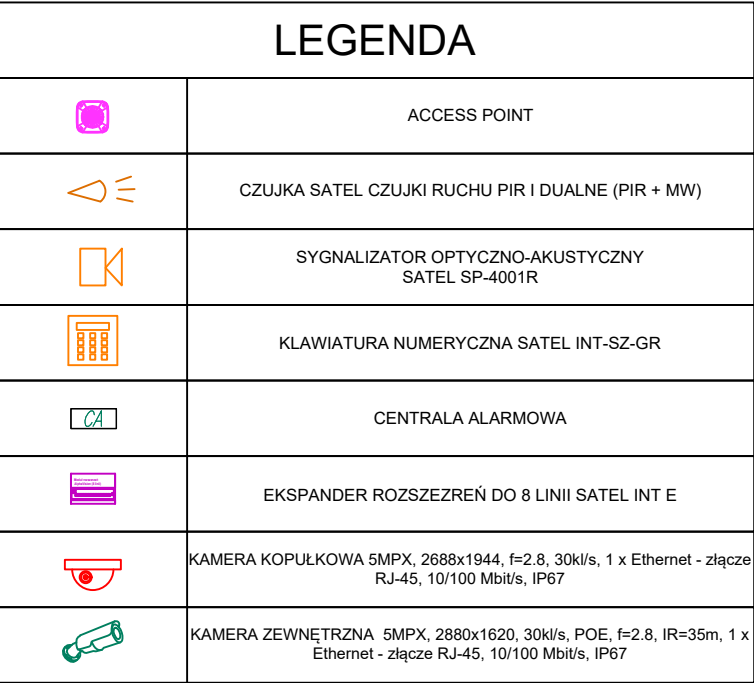 LEGENDA
ACCESS POINT
CZUJKA SATEL CZUJKI RUCHU PIR I DUALNE (PIR + MW)
SYGNALIZATOR OPTYCZNO-AKUSTYCZNY
SATEL SP-4001R
KLAWIATURA NUMERYCZNA SATEL INT-SZ-GR
CA
CENTRALA ALARMOWA
EKSPANDER ROZSZEZREŃ DO 8 LINII SATEL INT E
KAMERA KOPUŁKOWA 5MPX, 2688x1944, f=2.8, 30kl/s, 1 x Ethernet - złącze
RJ-45, 10/100 Mbit/s, IP67
KAMERA ZEWNĘTRZNA 5MPX, 2880x1620, 30kl/s, POE, f=2.8, IR=35m, 1 x
Ethernet - złącze RJ-45, 10/100 Mbit/s, IP67